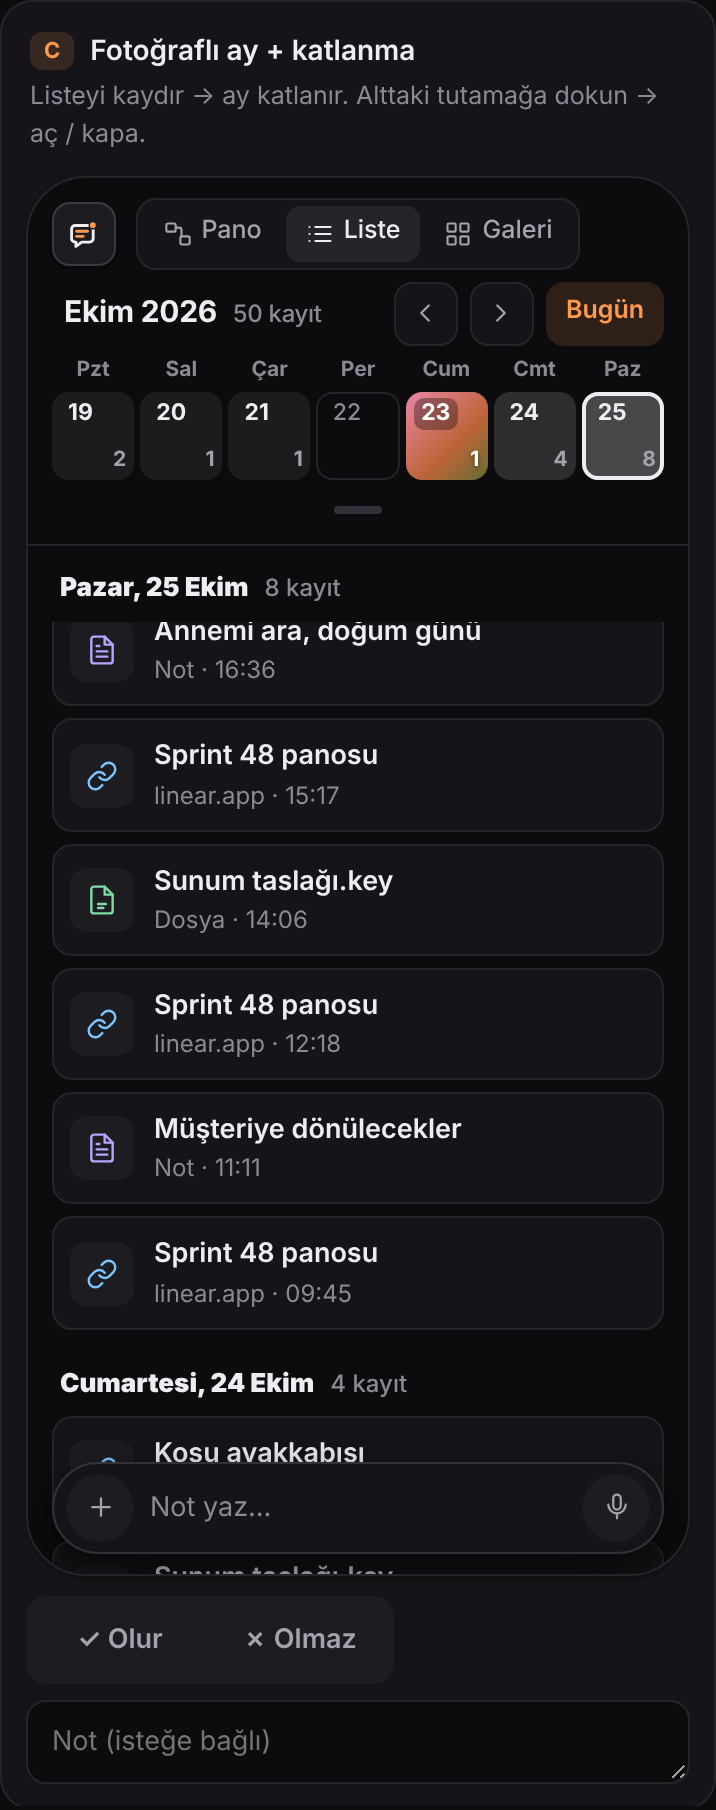 C Fotoğraflı ay + katlanma
Listeyi kaydır → ay katlanır. Alttaki tutamağa dokun →
aç / kapa.
Pano Liste Galeri
Ekim 2026 50 kayıt Bugün
Pzt Sal Çar Per Cum Cmt Paz
19 20 21 22 23 24 25
2 1 1 1 4 8
Pazar, 25 Ekim 8 kayıt
Annemi ara, doğum günü
Not · 16:36
Sprint 48 panosu
linear.app · 15:17
Sunum taslağı.key
Dosya · 14:06
Sprint 48 panosu
linear.app · 12:18
Müşteriye dönülecekler
Not · 11:11
Sprint 48 panosu
linear.app · 09:45
Cumartesi, 24 Ekim 4 kayıt
Koşu ayakkabısı
Not yaz...
Sunum taslağı.key
✓ Olur × Olmaz
Not (isteğe bağlı)